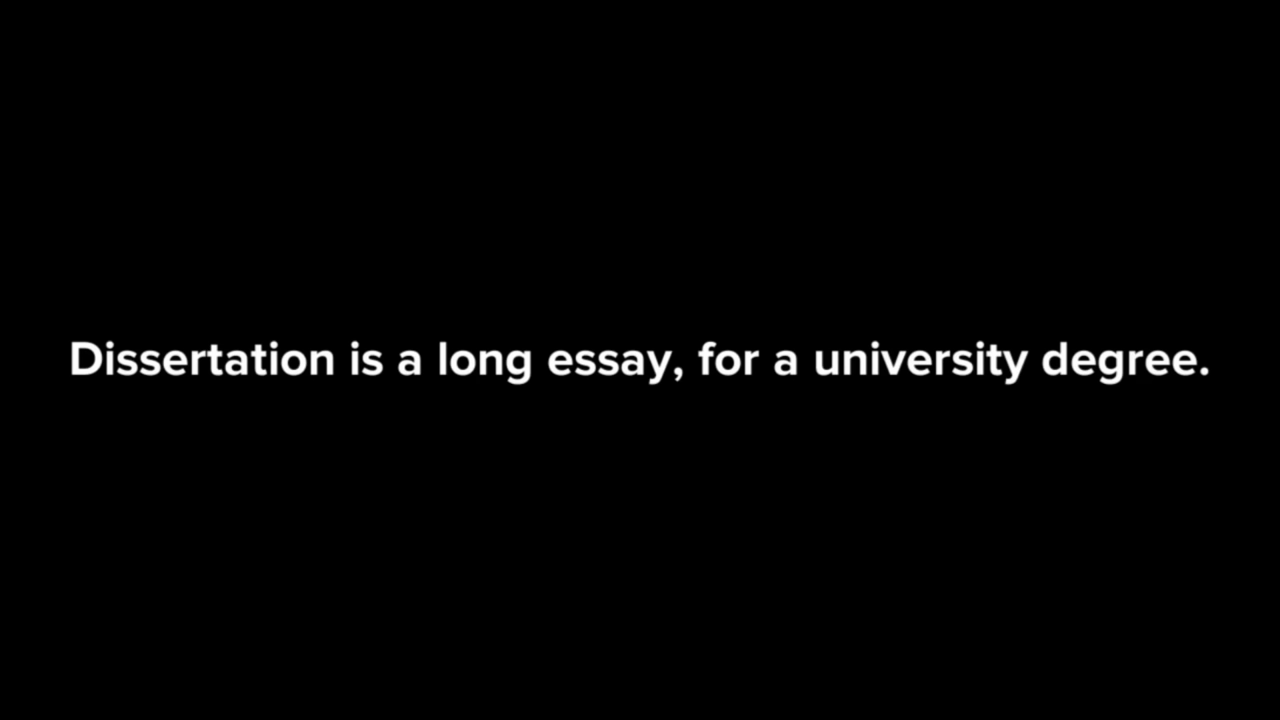 Dissertation is a long essay, for a university degree.